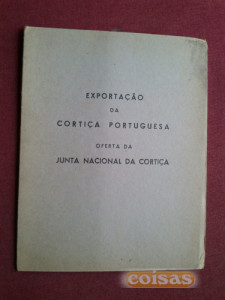 EXPORTAÇÃO
DA
CORTIÇA PORTUGUESA
OFERTA DA
JUNTA NACIONAL DA CORTIÇA
coisas